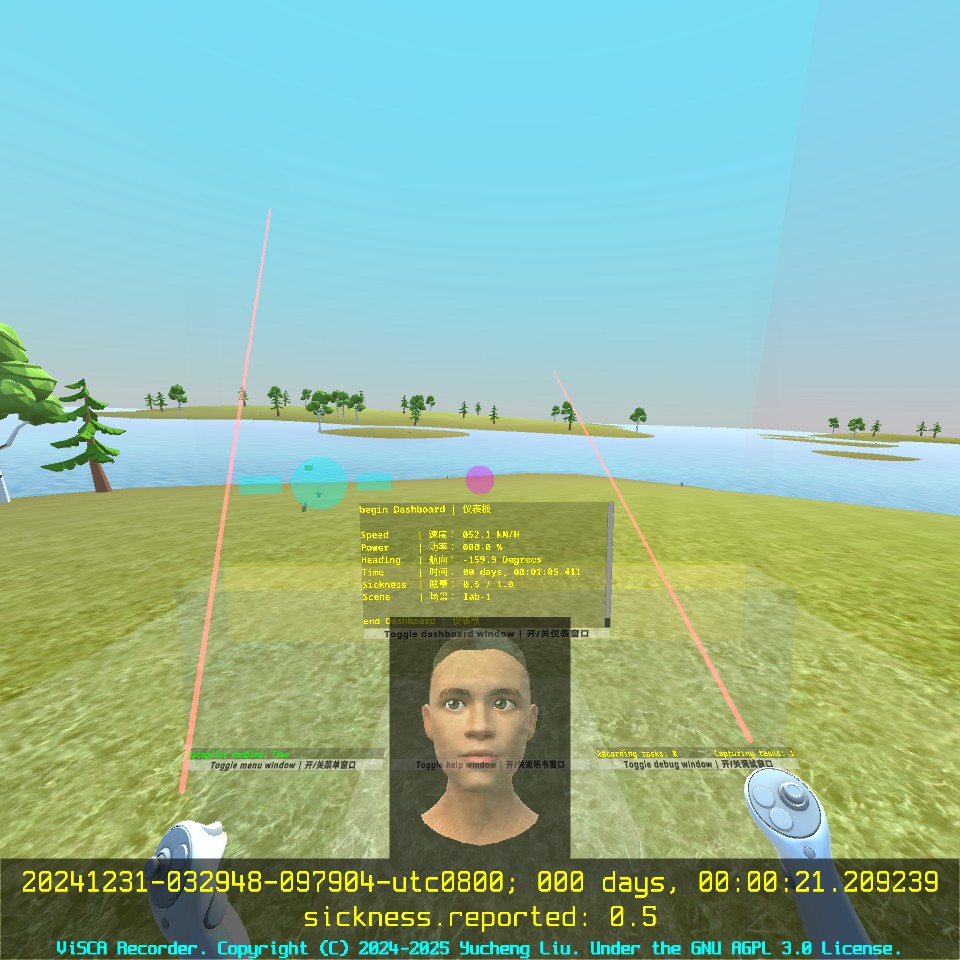 begin Dashboard | 仪表板
Speed | 速度: 052.1 kM/H
Power | 功率: 000.0 %
Heading | 航向: -159.9 Degrees
Time | 时间: 00 days, 00:01:05.411
Sickness | 眩晕: 0.5 / 1.0
Scene | 场景: lab-1
end Dashboard | 仪表板
Toggle dashboard window | 开/关仪表窗口
Recording tasks: 0 Capturing tasks: 1
Toggle menu window | 开/关菜单窗口
Toggle help window | 开/关说明书窗口
Toggle debug window | 开/关调试窗口
20241231-032948-097904-utc0800; 000 days, 00:00:21.209239
sickness.reported: 0.5
ViSCA Recorder. Copyright (C) 2024-2025 Yucheng Liu. Under the GNU AGPL 3.0 License.